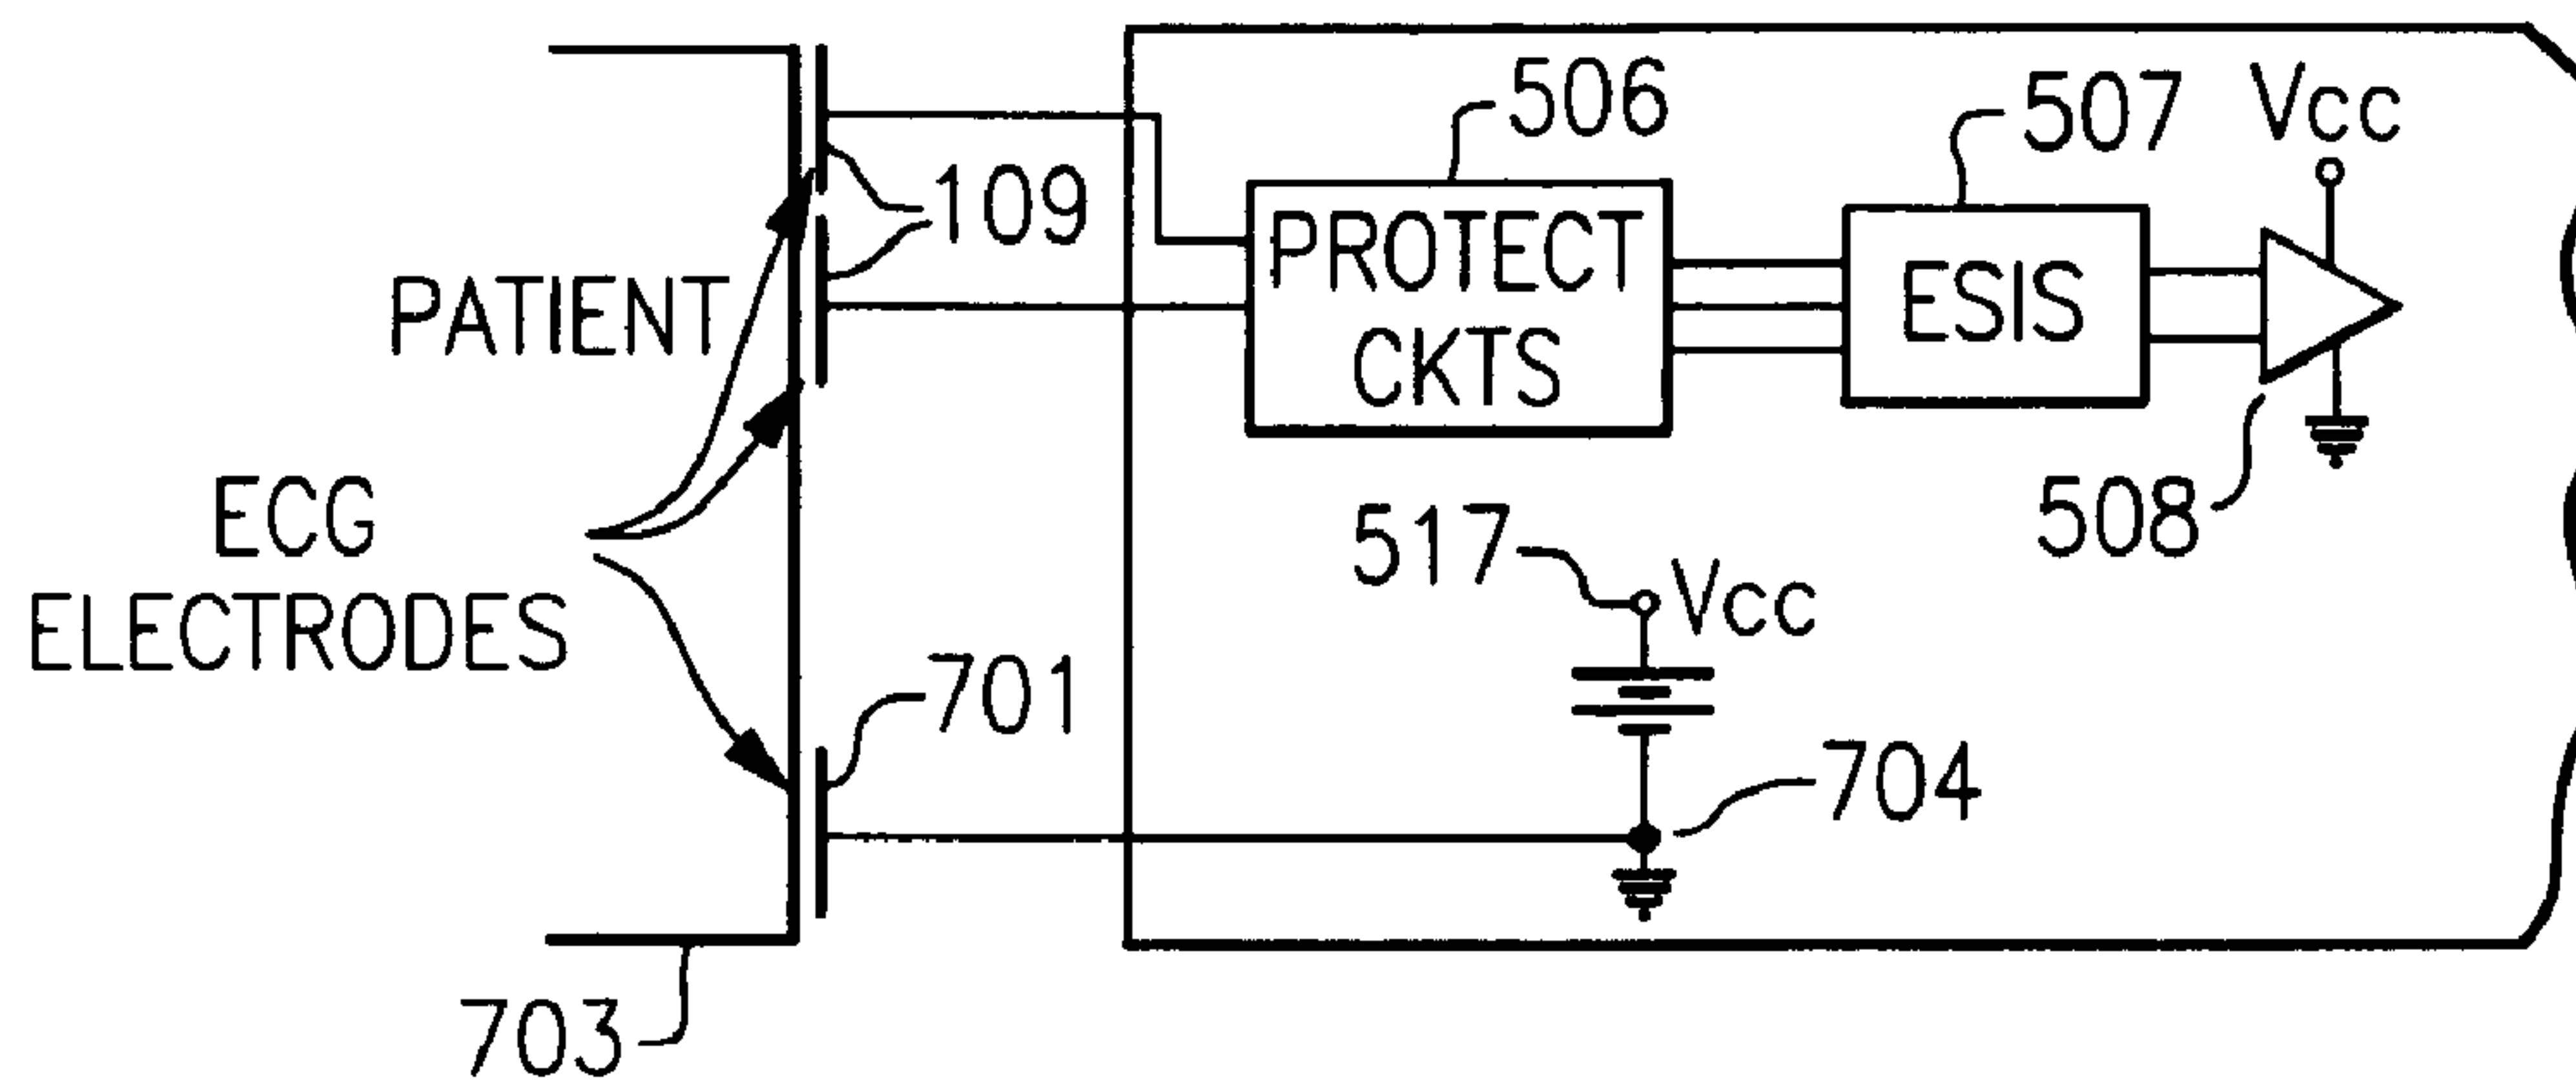 506
507
Vcc
109
PROTECT
CKTS
ESIS
PATIENT
508
ECG
ELECTRODES
517
Vcc
701
704
703